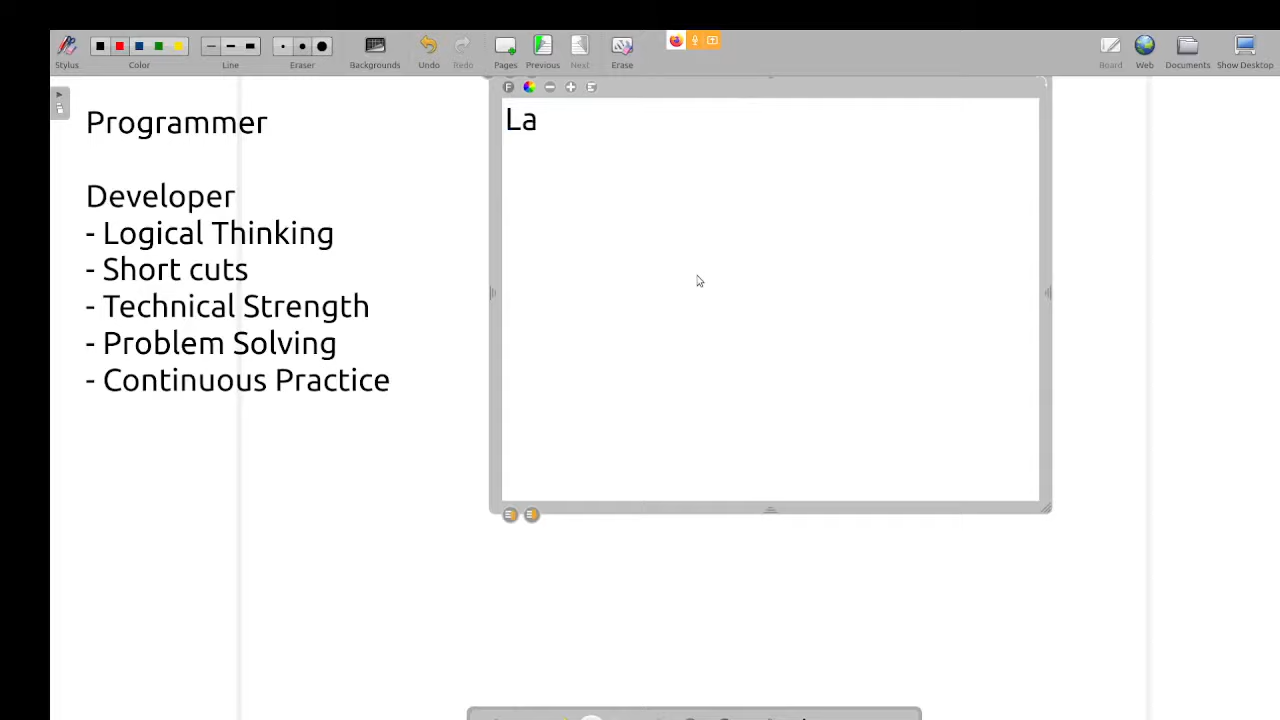 Stylus
Color
Line
Eraser
Backgrounds
Undo
Redo
Pages
Previous
Next
Erase
Board
Web
Documents
Show Desktop
F
La
Programmer
Developer
- Logical Thinking
- Short cuts
- Technical Strength
- Problem Solving
- Continuous Practice